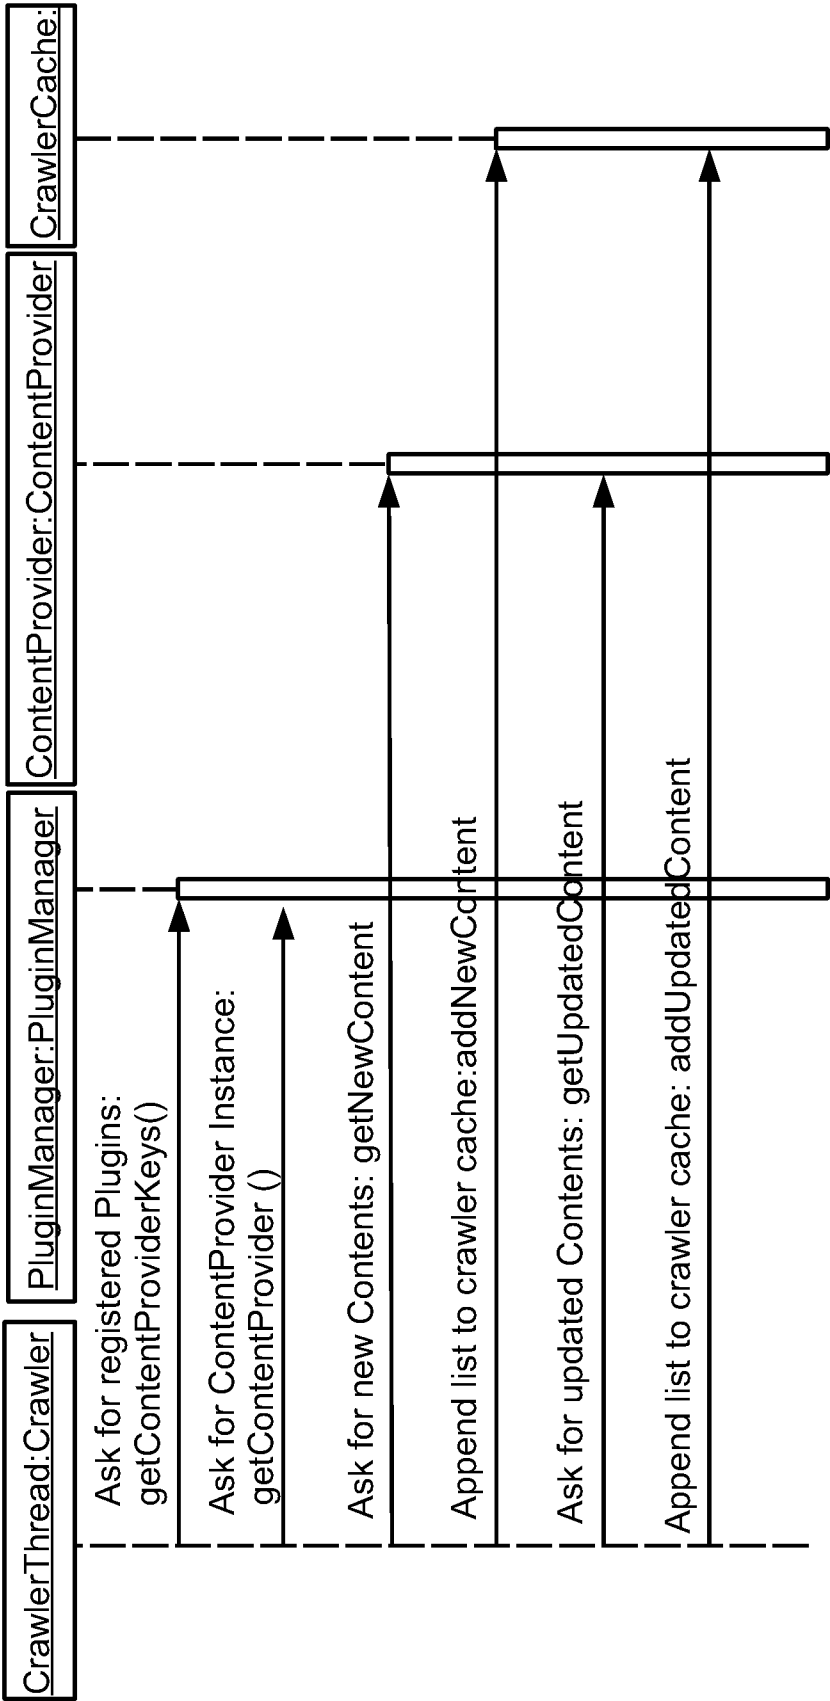 CrawlerThread:Crawler
PluginManager:PluginManager
ContentProvider:ContentProvider
CrawlerCache:
Ask for registered Plugins:
getContentProviderKeys()
Ask for ContentProvider Instance:
getContentProvider ()
Ask for new Contents: getNewContent
Append list to crawler cache:addNewContent
Ask for updated Contents: getUpdatedContent
Append list to crawler cache: addUpdatedContent